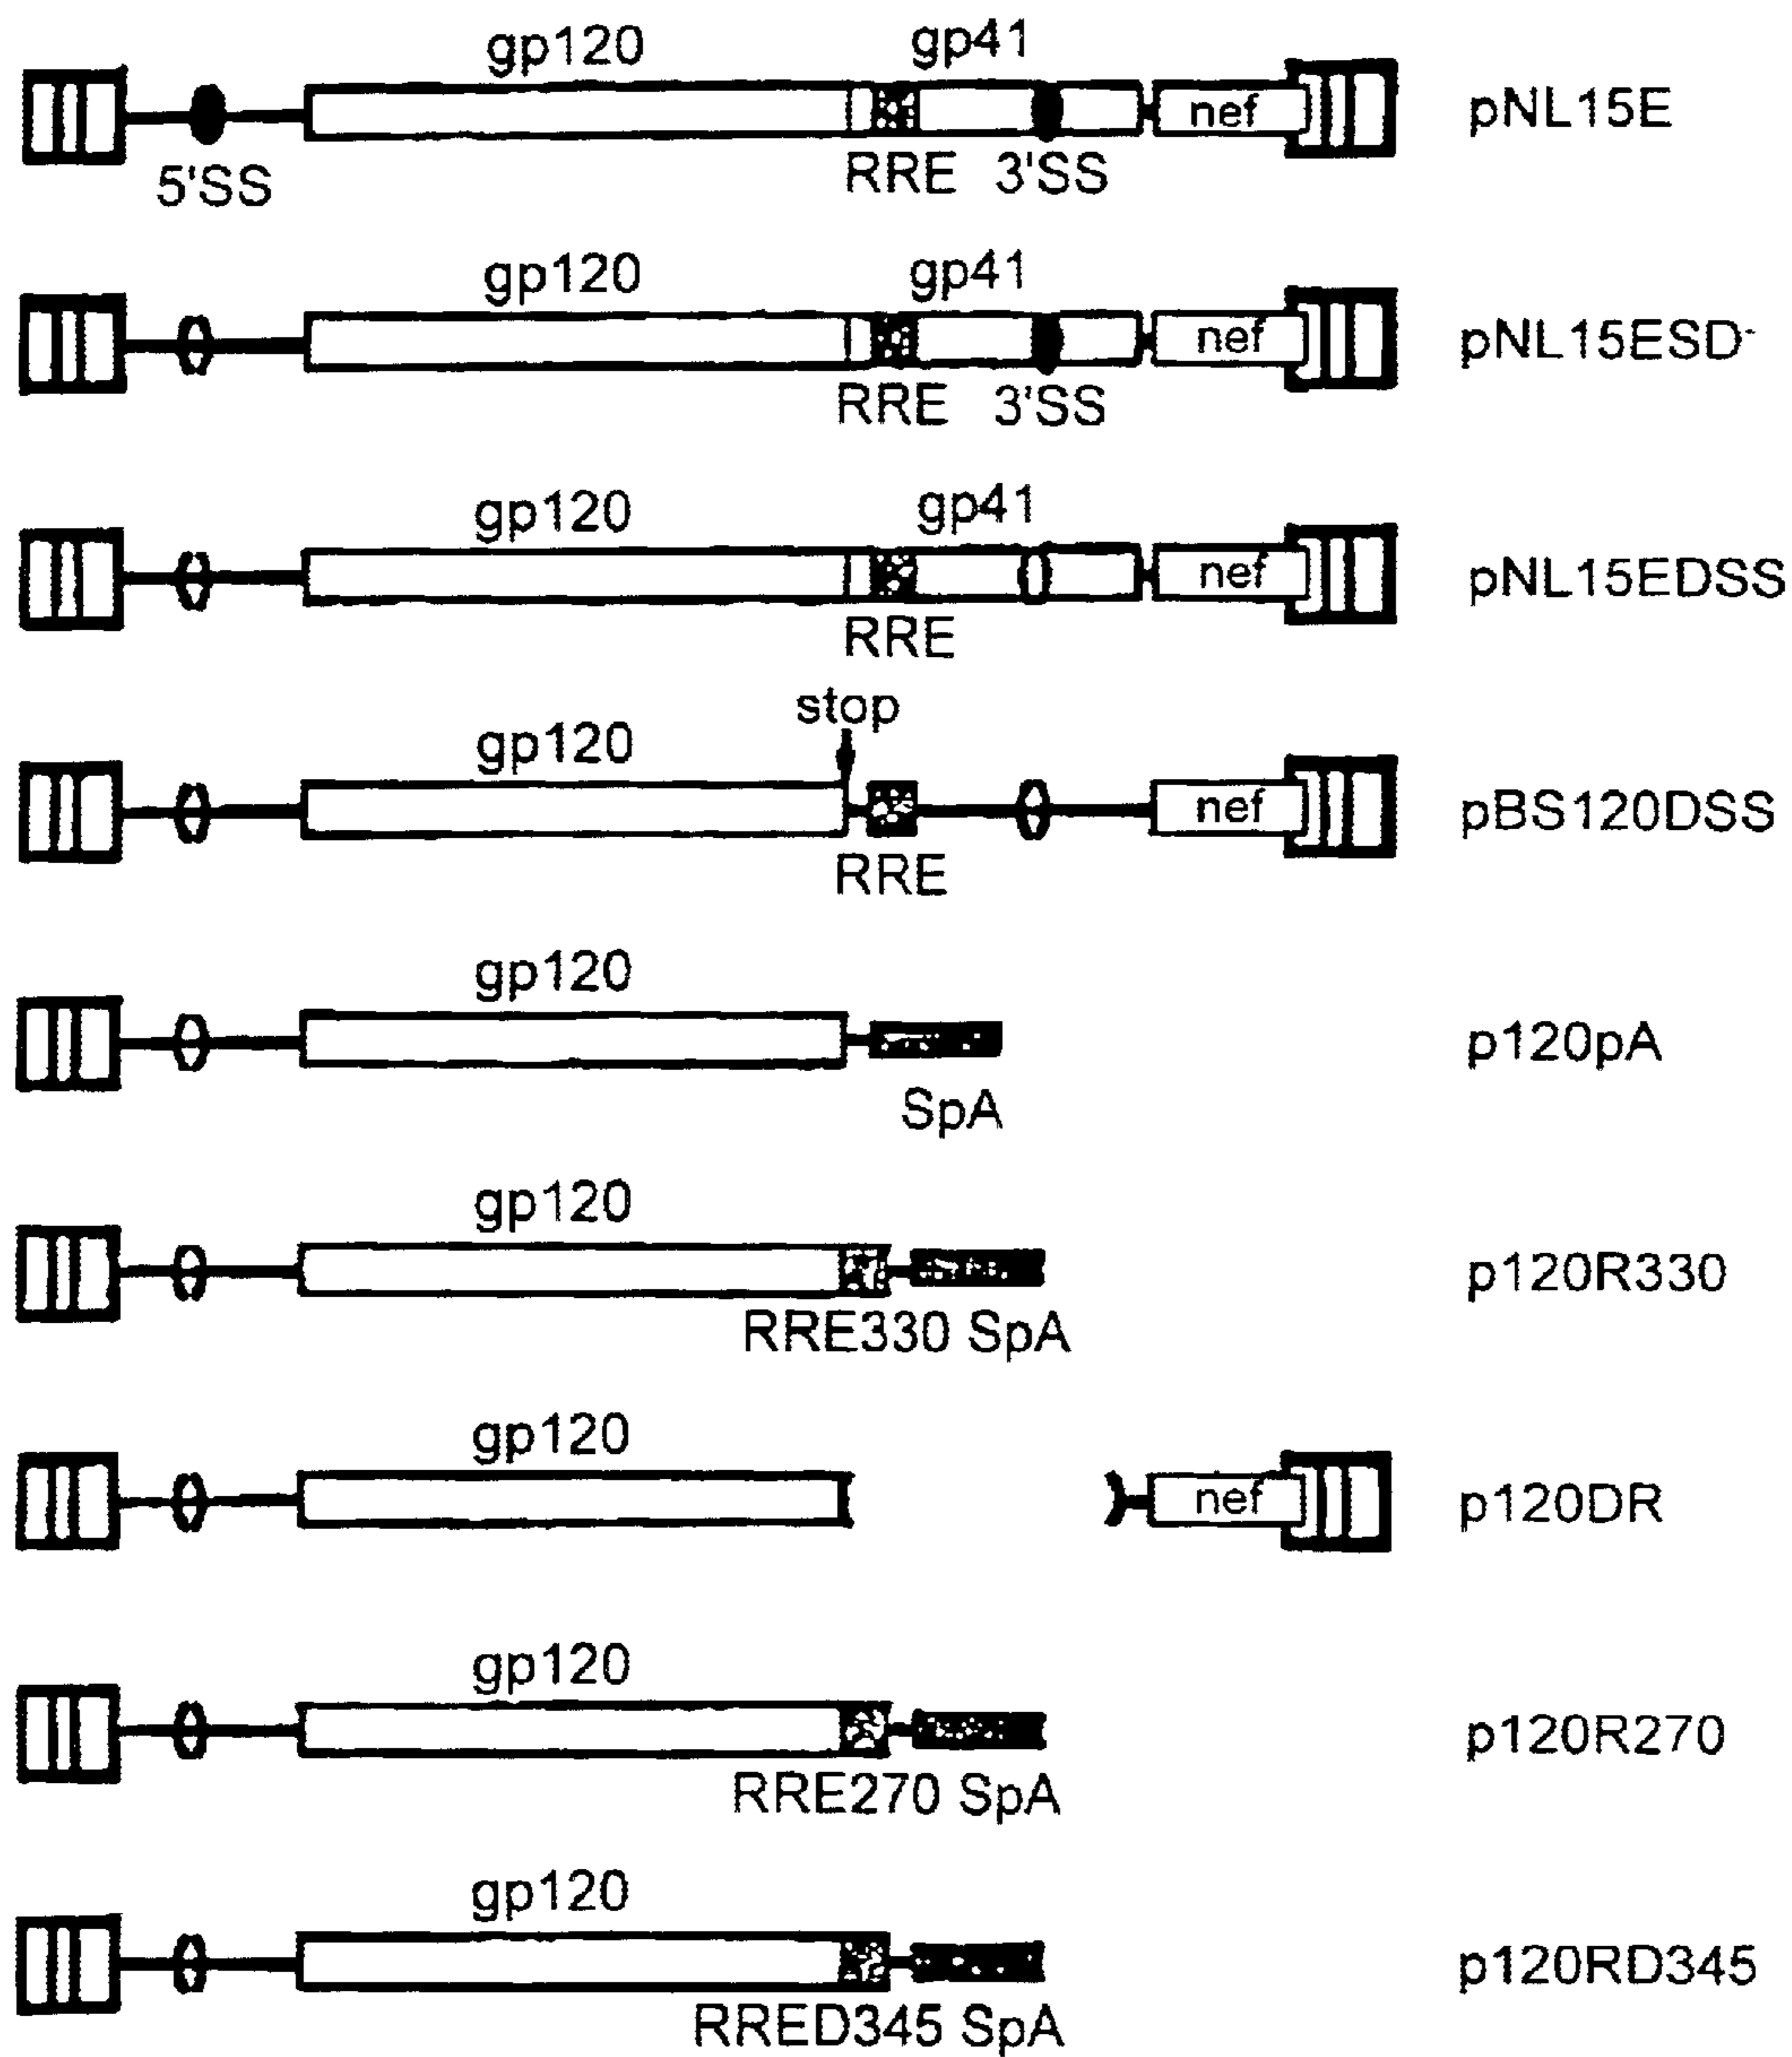 gp120 gp41
nef pNL15E
5'SS RRE 3'SS
gp120 gp41
nef pNL15ESD-
RRE 3'SS
gp120 gp41
nef pNL15EDSS
RRE
stop
gp120
nef pBS120DSS
RRE
gp120
p120pA
SpA
gp120
p120R330
RRE330 SpA
gp120
nef p120DR
gp120
p120R270
RRE270 SpA
gp120
p120RD345
RRED345 SpA